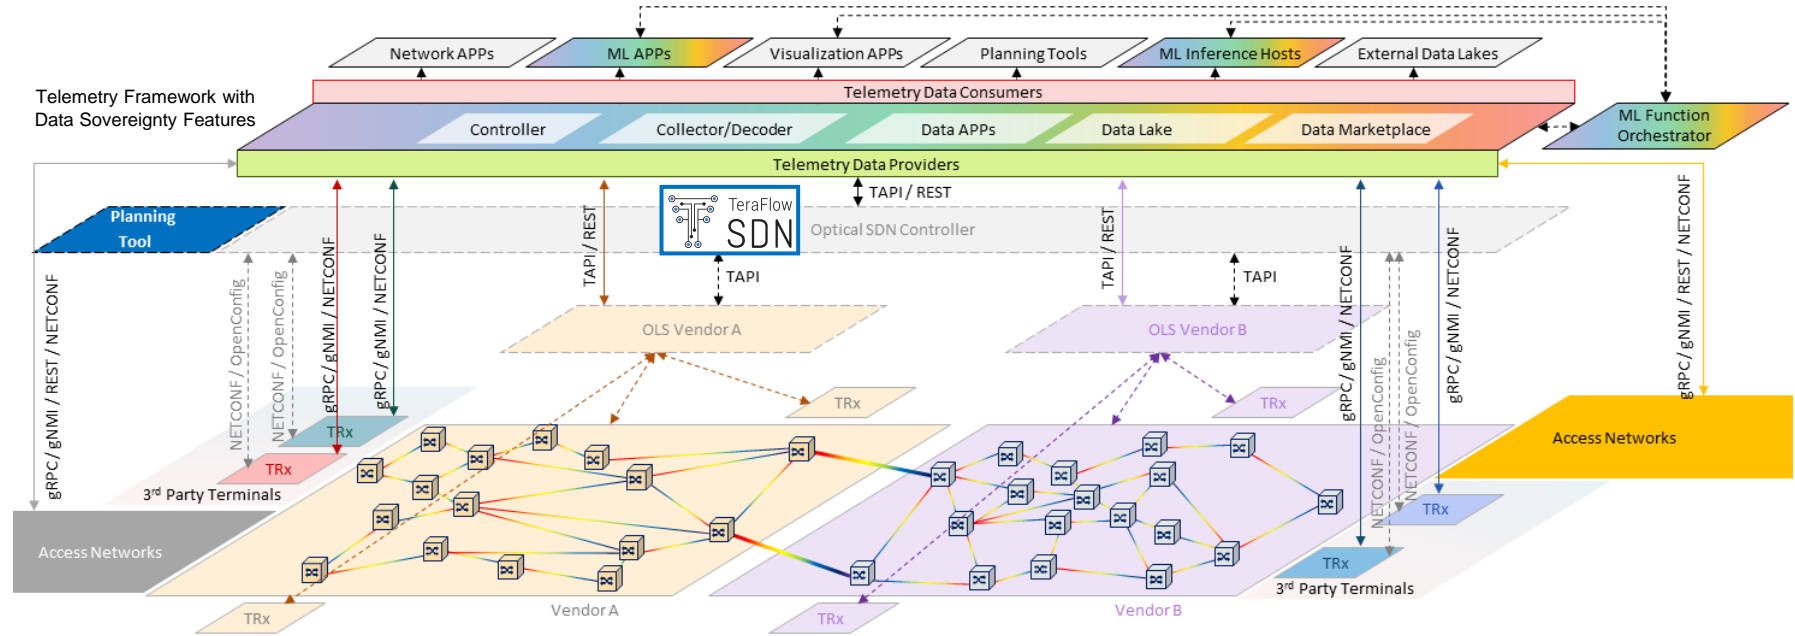 Network APPs
ML APPs
Visualization APPs
Planning Tools
ML Inference Hosts
External Data Lakes
Telemetry Framework with
Data Sovereignty Features
Telemetry Data Consumers
Controller
Collector/Decoder
Data APPs
Data Lake
Data Marketplace
ML Function
Orchestrator
Telemetry Data Providers
TAPI / REST
Planning
Tool
TeraFlow
SDN
Optical SDN Controller
gRPC / gNMI / REST / NETCONF
NETCONF / OpenConfig
NETCONF / OpenConfig
gRPC / gNMI / NETCONF
gRPC / gNMI / NETCONF
TAPI / REST
TAPI
TAPI / REST
TAPI
gRPC / gNMI / NETCONF
NETCONF / OpenConfig
NETCONF / OpenConfig
gRPC / gNMI / NETCONF
gRPC / gNMI / REST / NETCONF
OLS Vendor A
OLS Vendor B
TRx
TRx
TRx
TRx
3rd Party Terminals
Access Networks
Access Networks
TRx
TRx
3rd Party Terminals
TRx
Vendor A
TRx
Vendor B